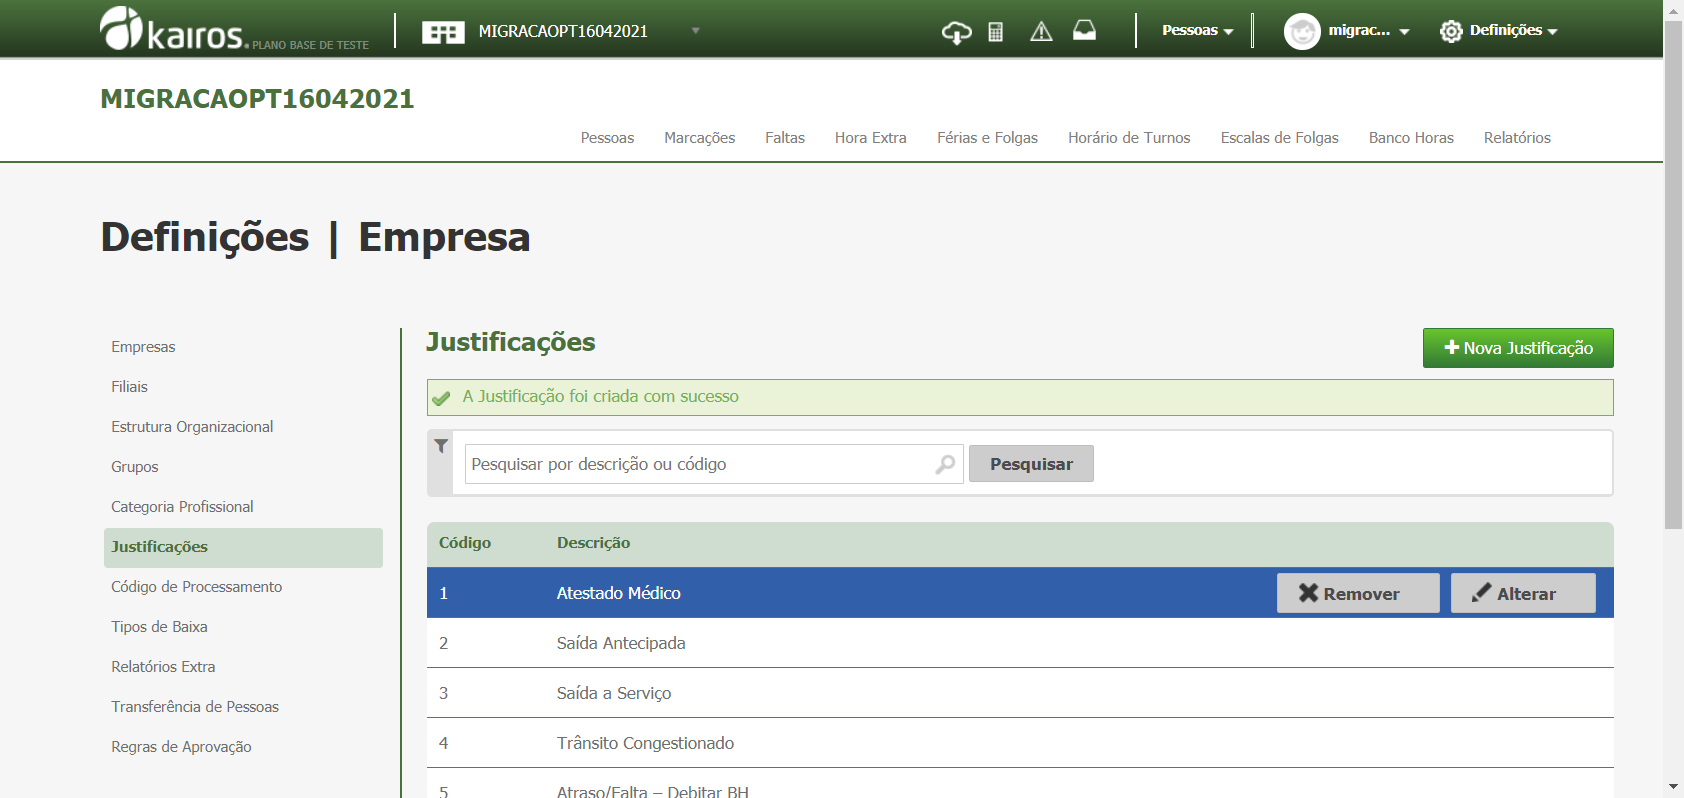 kairos. PLANO BASE DE TESTE
MIGRACAOPT16042021
Pessoas
migrac...
Definições
MIGRACAOPT16042021
Pessoas Marcações Faltas Hora Extra Férias e Folgas Horário de Turnos Escalas de Folgas Banco Horas Relatórios
Definições | Empresa
Empresas
Filiais
Estrutura Organizacional
Grupos
Categoria Profissional
Justificações
Código de Processamento
Tipos de Baixa
Relatórios Extra
Transferência de Pessoas
Regras de Aprovação
Justificações
Nova Justificação
A Justificação foi criada com sucesso
Pesquisar por descrição ou código
Pesquisar
Código Descrição
1 Atestado Médico Remover Alterar
2 Saída Antecipada
3 Saída a Serviço
4 Trânsito Congestionado
5 Atraso/Falta – Debitar BH